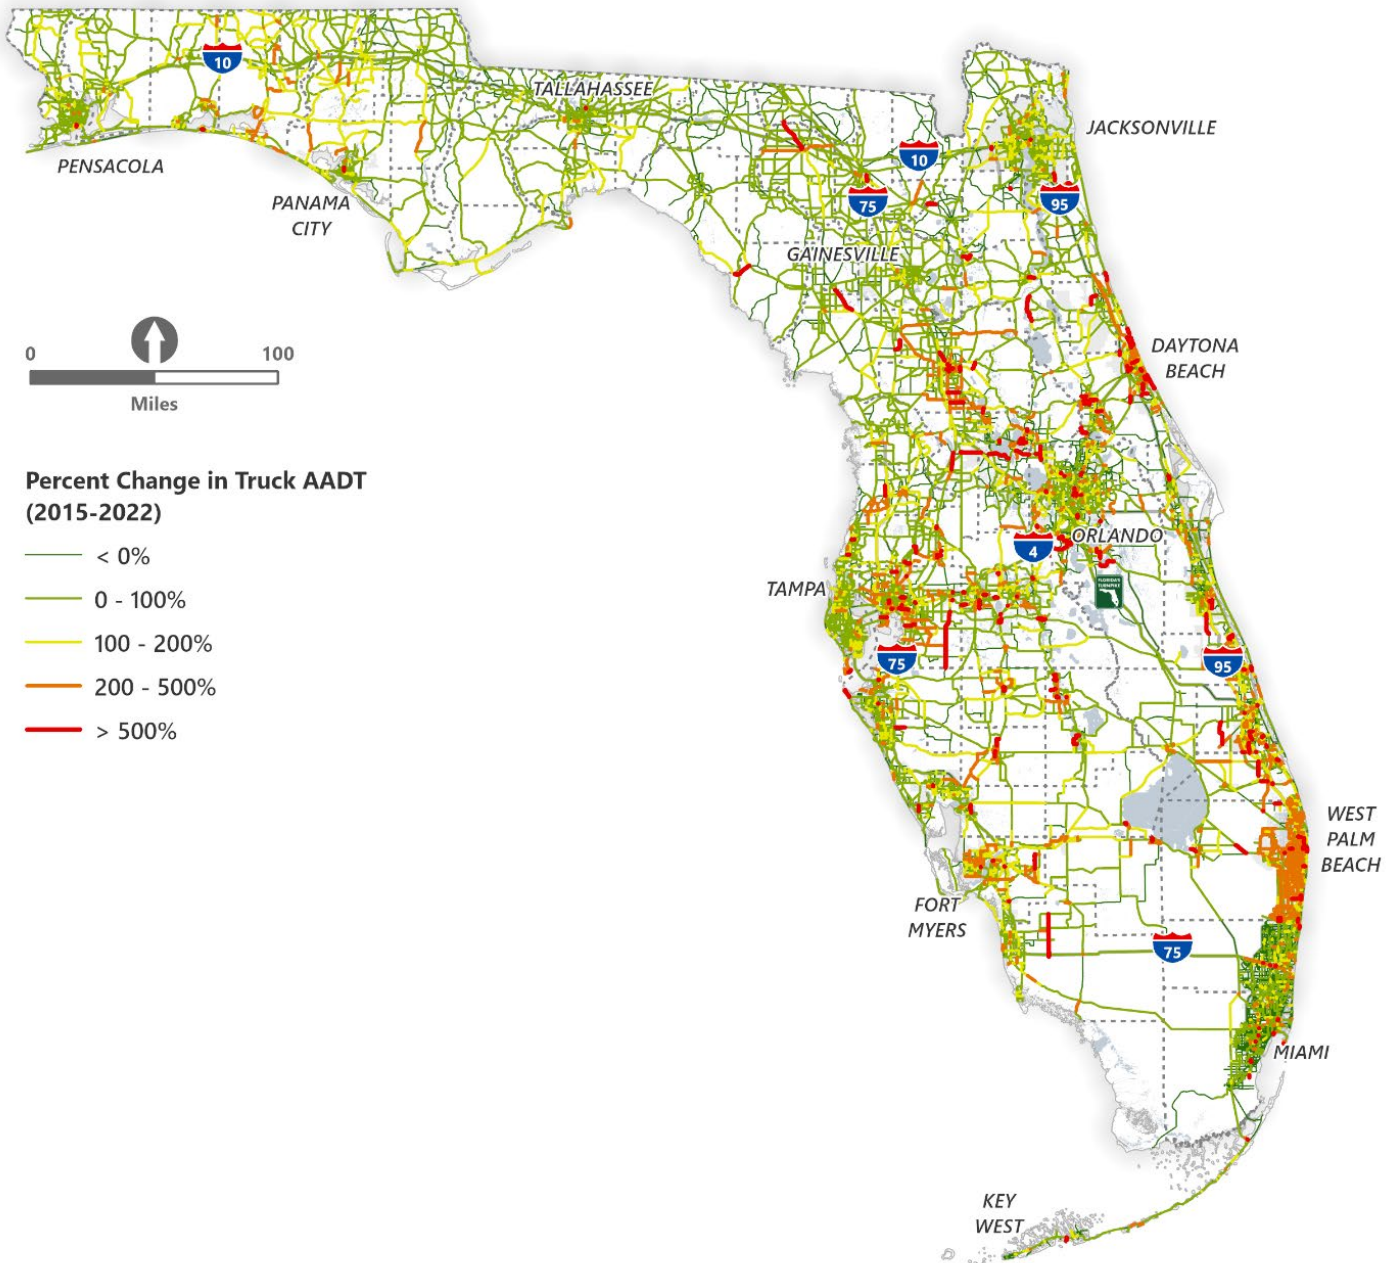 10
TALLAHASSEE
JACKSONVILLE
10
PENSACOLA
75
95
PANAMA
CITY
GAINESVILLE
0 100
Miles
DAYTONA
BEACH
Percent Change in Truck AADT
(2015-2022)
< 0%
0 - 100%
100 - 200%
200 - 500%
> 500%
ORLANDO
4
TAMPA
FLORIDA'S
TURNPIKE
75
95
WEST
PALM
BEACH
FORT
MYERS
75
MIAMI
KEY
WEST